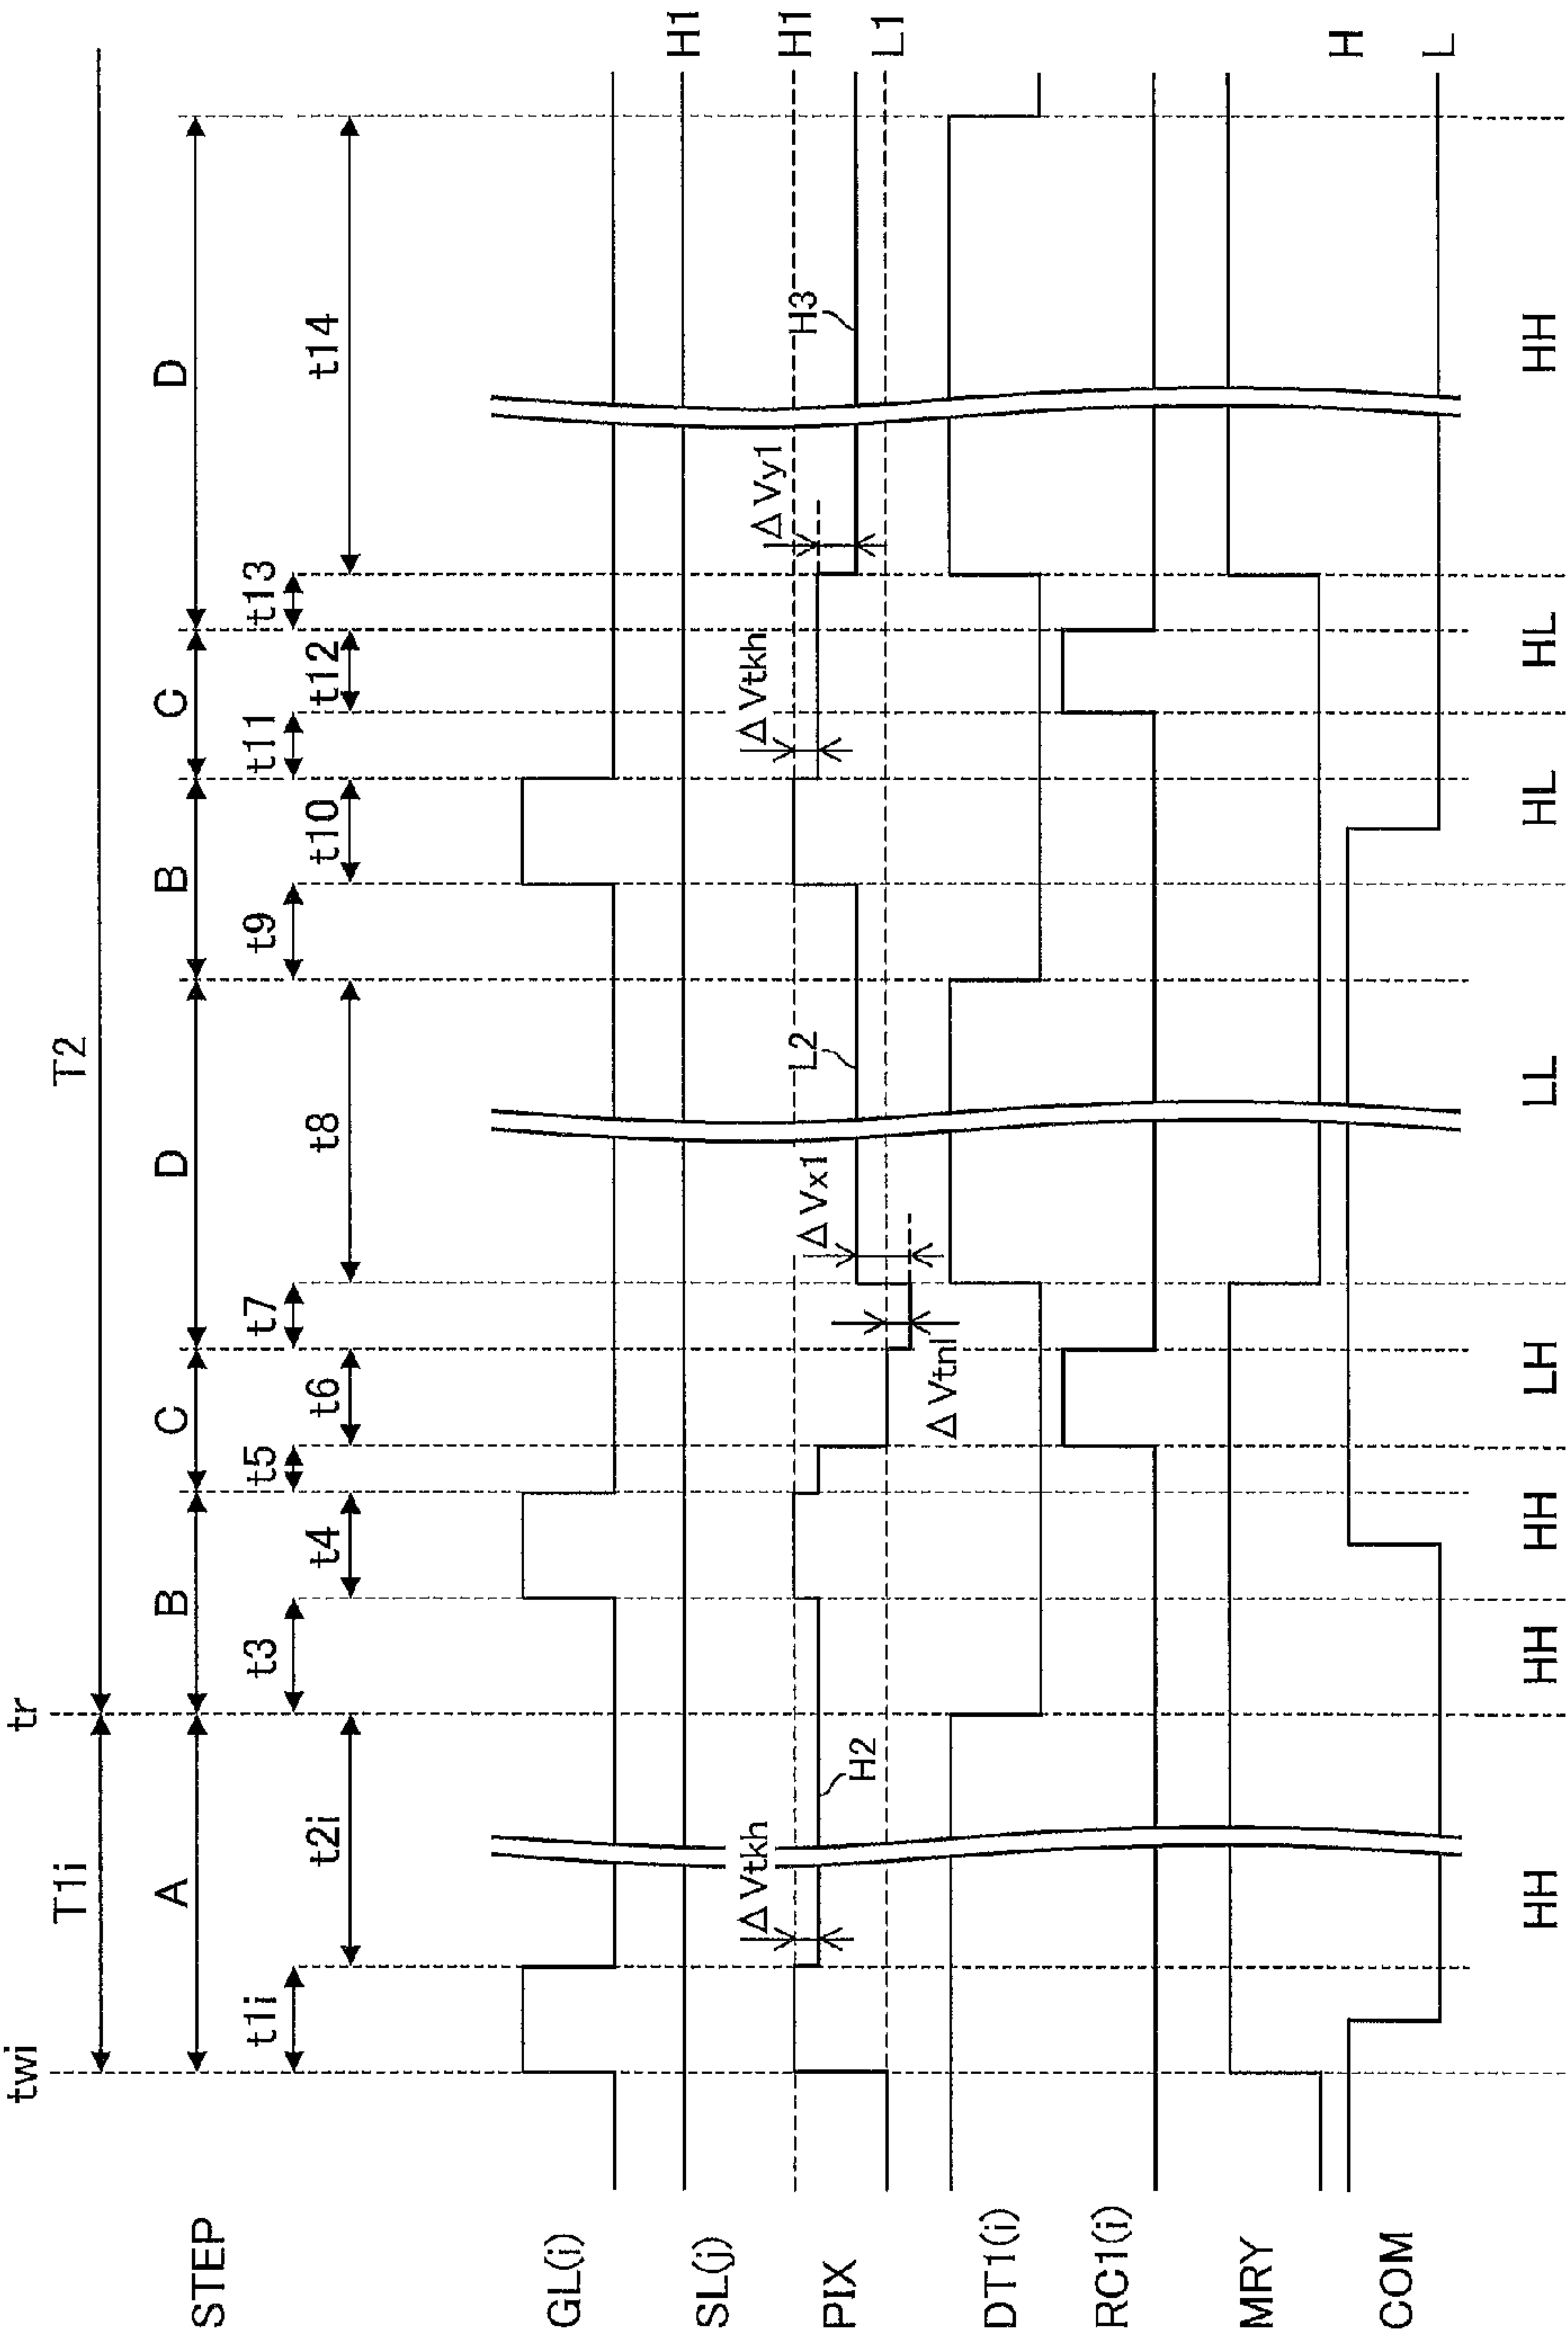 twi tr
T1i T2
STEP A B C D B C D
t1i t3 t5 t7 t9 t11 t13
t2i t4 t6 t8 t10 t12 t14
GL(i)
SL(j) H1
PIX ΔVtkh H2 ΔVtnl ΔVx1 L2 ΔVtkh ΔVy1 H3 H1
L1
DT1(i)
RC1(i)
MRY
COM H
L
HH HH HH LH LL HL HL HH